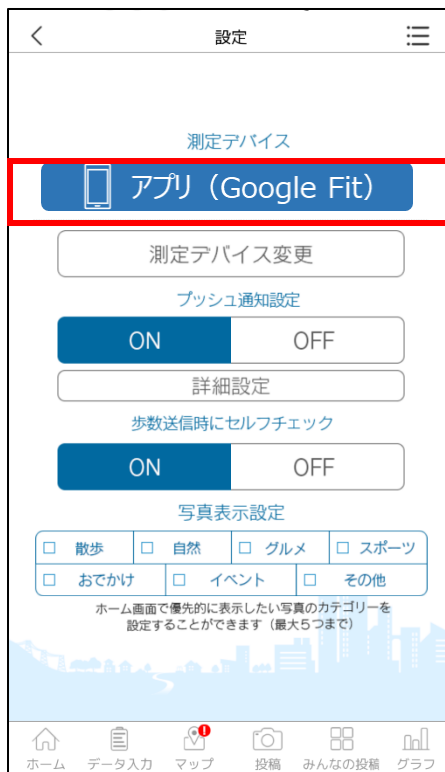 設定
測定デバイス
アプリ（Google Fit）
測定デバイス変更
プッシュ通知設定
ON OFF
詳細設定
歩数送信時にセルフチェック
ON OFF
写真表示設定
散歩 自然 グルメ スポーツ
おでかけ イベント その他
ホーム画面で優先的に表示したい写真のカテゴリーを
設定することができます（最大５つまで）
!
ホーム データ入力 マップ 投稿 みんなの投稿 グラフ